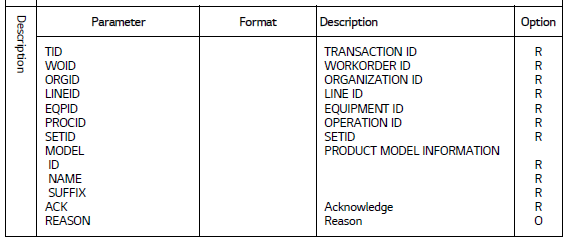 Description
Parameter Format Description Option
TID TRANSACTION ID R
WOID WORKORDER ID R
ORGID ORGANIZATION ID R
LINEID LINE ID R
EQPID EQUIPMENT ID R
PROCID OPERATION ID R
SETID SETID R
MODEL PRODUCT MODEL INFORMATION
ID R
NAME R
SUFFIX R
ACK Acknowledge R
REASON Reason O